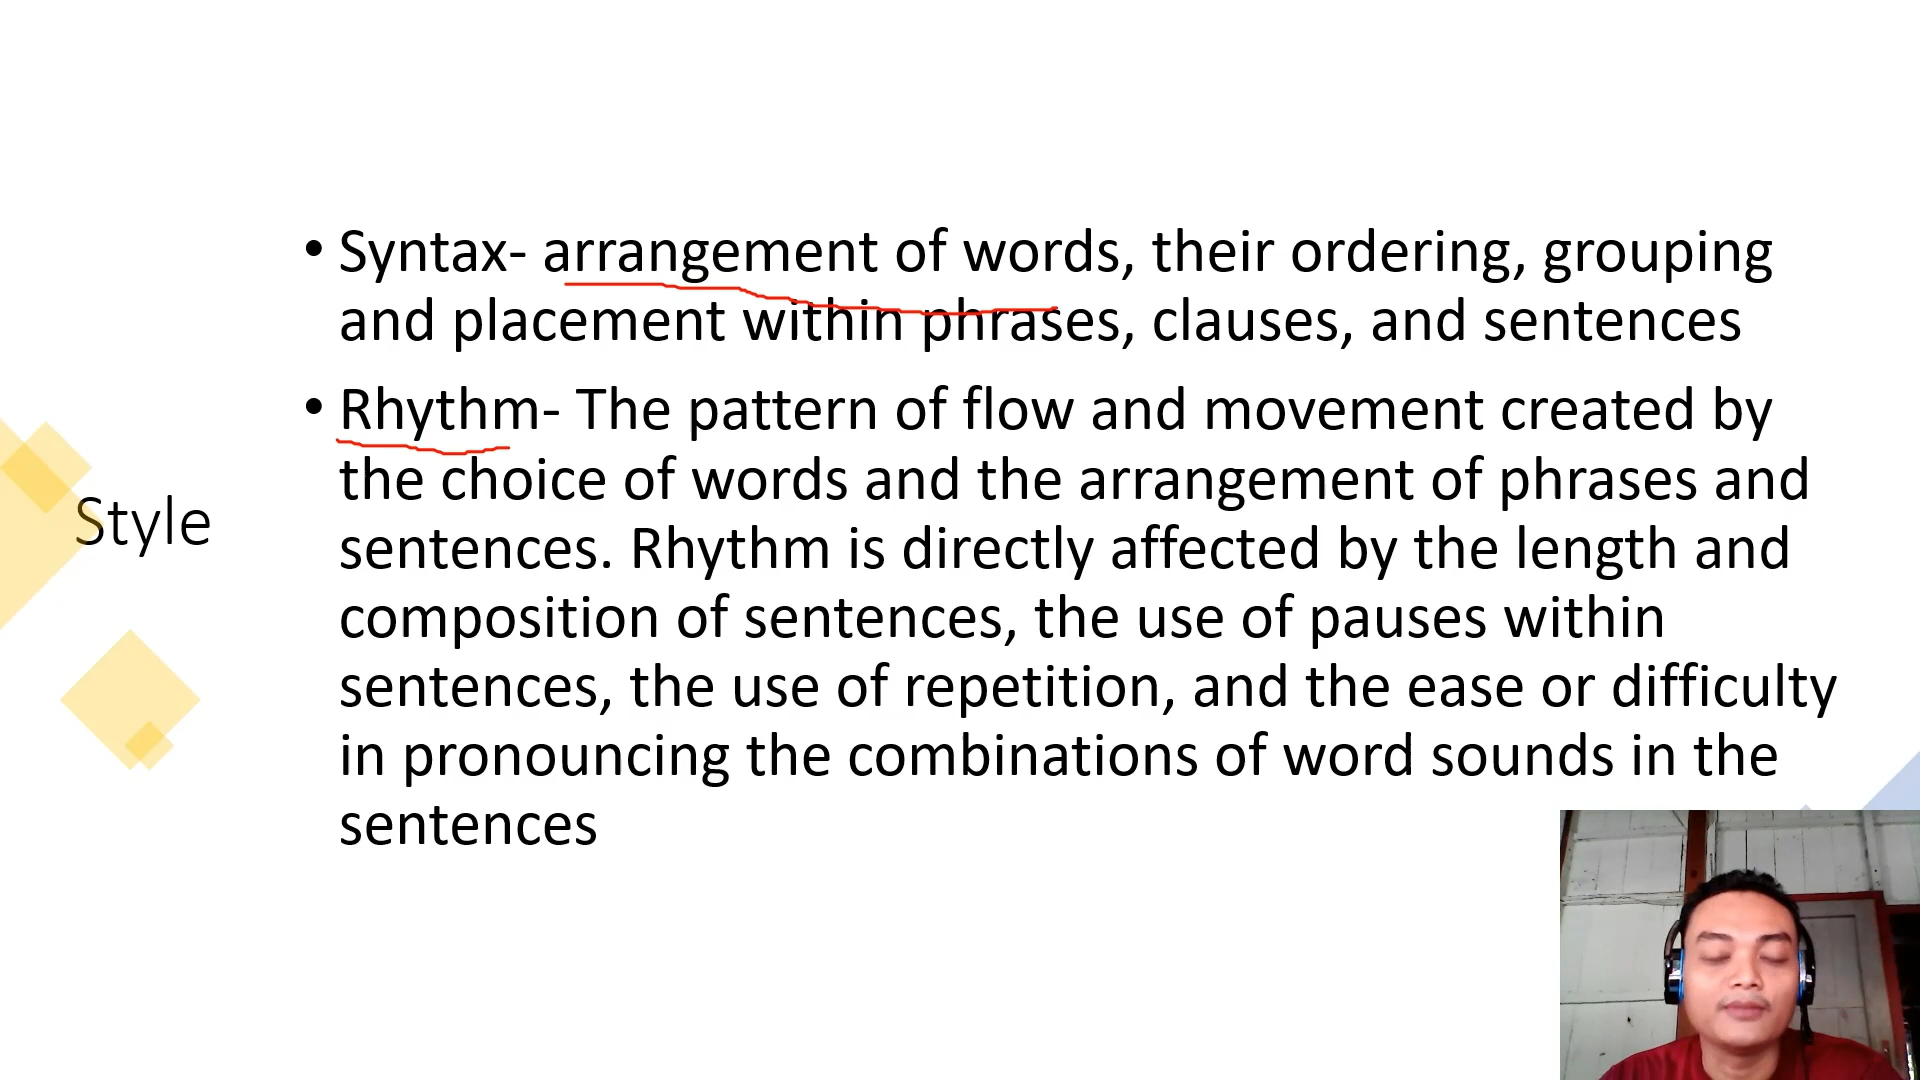 Style
• Syntax- arrangement of words, their ordering, grouping
and placement within phrases, clauses, and sentences
• Rhythm- The pattern of flow and movement created by
the choice of words and the arrangement of phrases and
sentences. Rhythm is directly affected by the length and
composition of sentences, the use of pauses within
sentences, the use of repetition, and the ease or difficulty
in pronouncing the combinations of word sounds in the
sentences